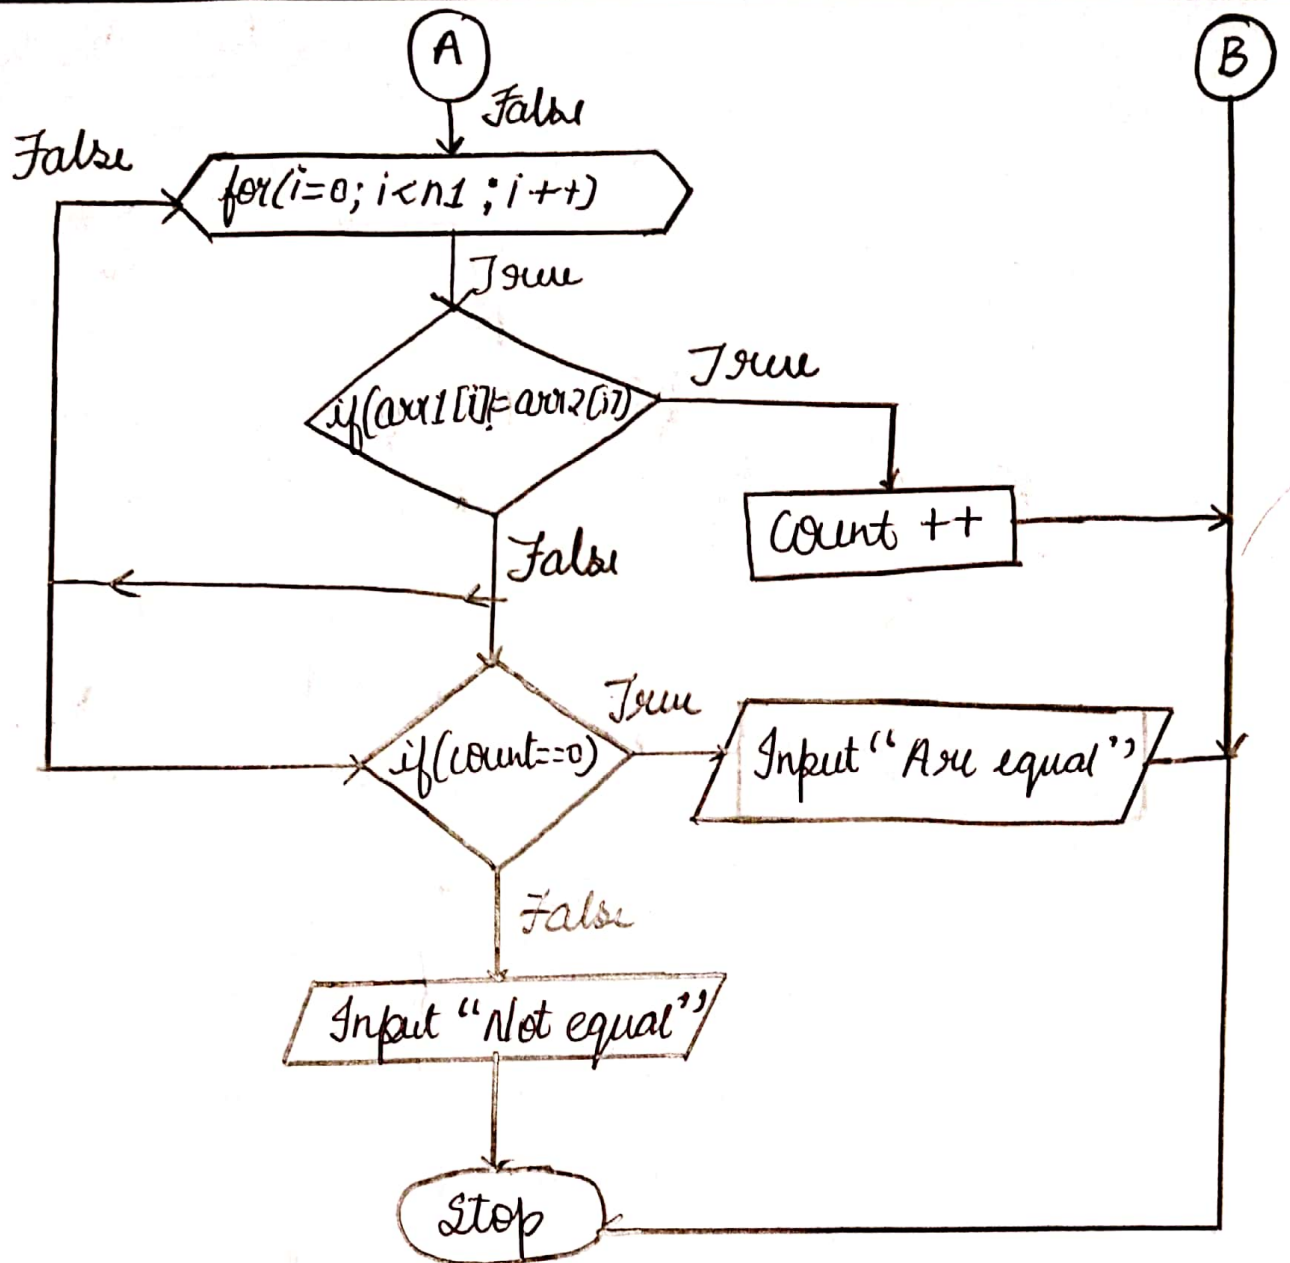 A
B
False
False
for(i=0; i<n1 ; i++)
True
if(arr1[i]!=arr2[i])
True
count ++
False
True
if(count==0)
Input “Are equal”
False
Input “Not equal”
Stop